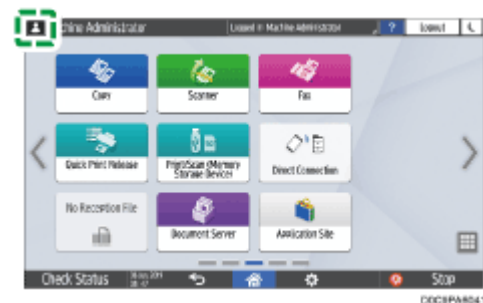 Machine Administrator
Logged in: Machine Administrator
? Logout
Copy
Scanner
Fax
Quick Print Release
Print/Scan (Memory
Storage Device)
Direct Connection
No Reception File
Document Server
Application Site
Check Status
Stop